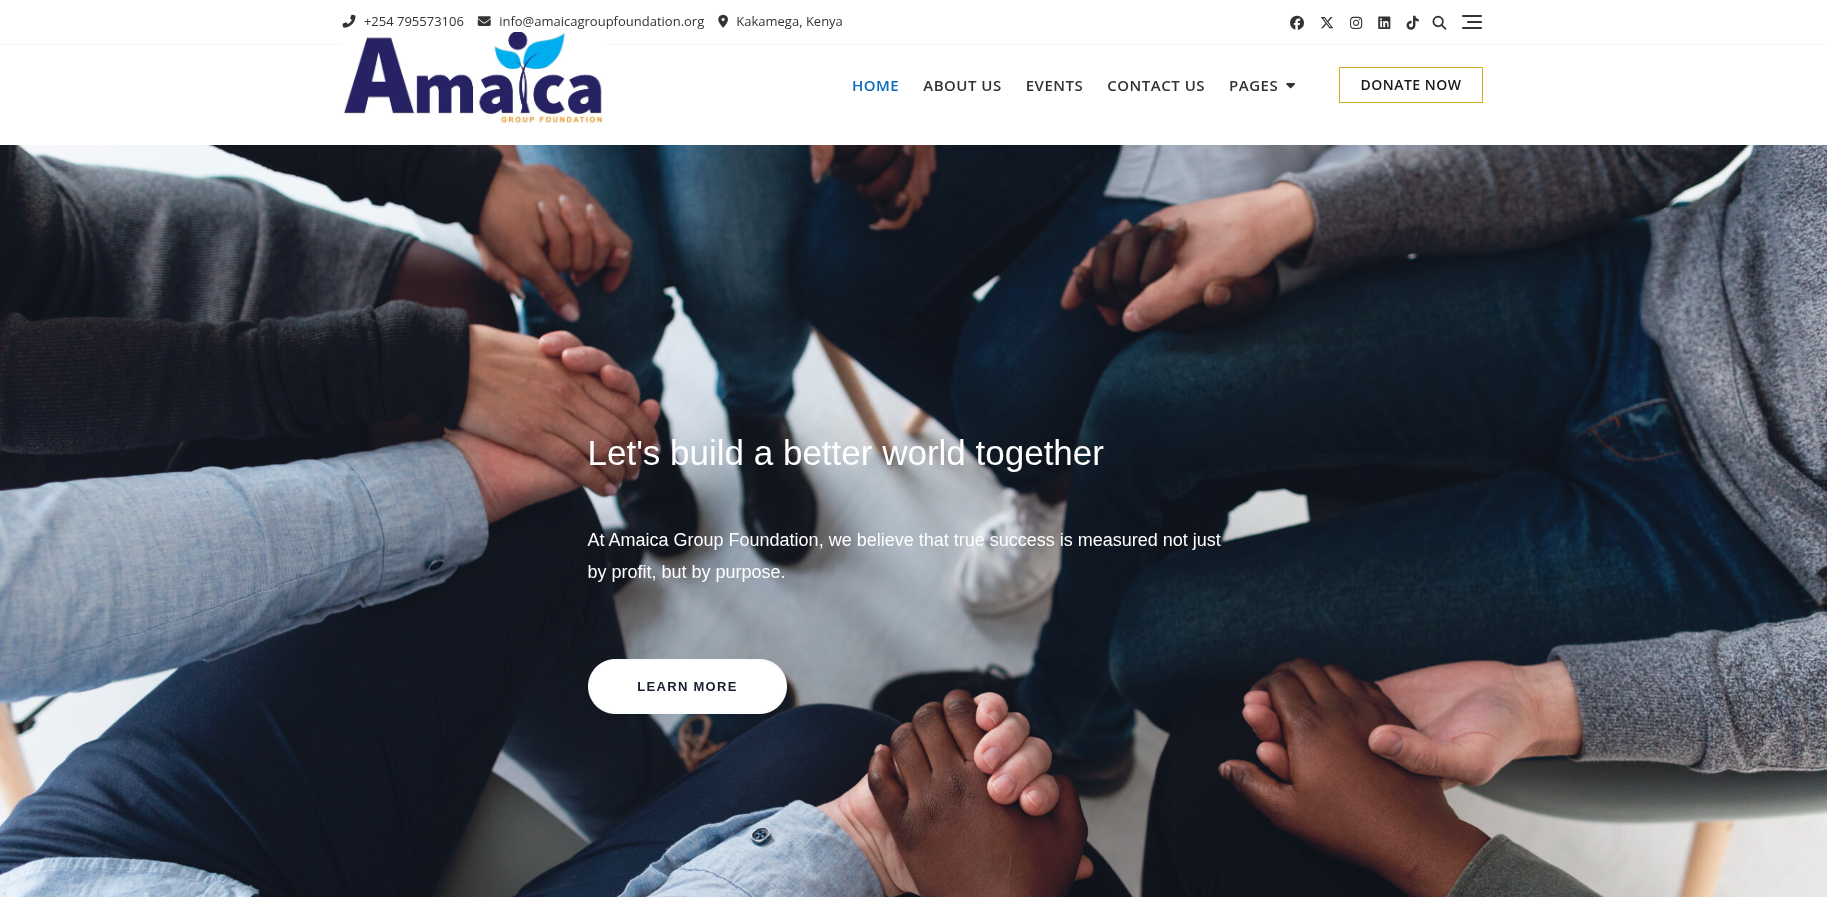 +254 795573106 info@amaicagroupfoundation.org Kakamega, Kenya
Amaica
GROUP FOUNDATION
HOME ABOUT US EVENTS CONTACT US PAGES DONATE NOW
Let's build a better world together
At Amaica Group Foundation, we believe that true success is measured not just
by profit, but by purpose.
LEARN MORE